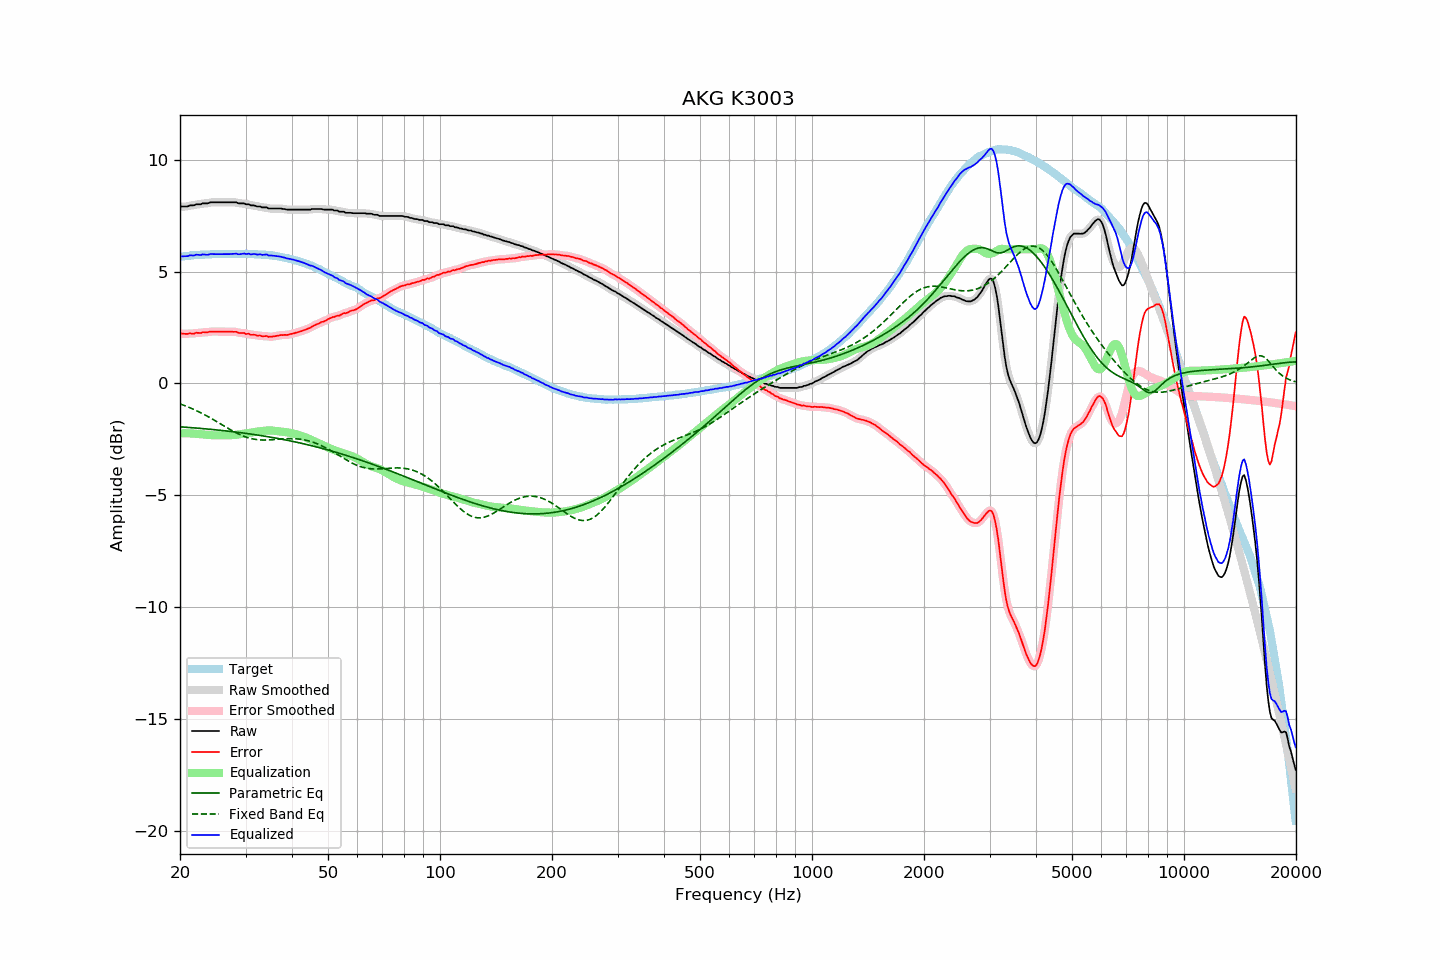 AKG K3003
Amplitude (dBr)
10
5
0
−5
−10
−15
−20
Target
Raw Smoothed
Error Smoothed
Raw
Error
Equalization
Parametric Eq
Fixed Band Eq
Equalized
20 50 100 200 500 1000 2000 5000 10000 20000
Frequency (Hz)